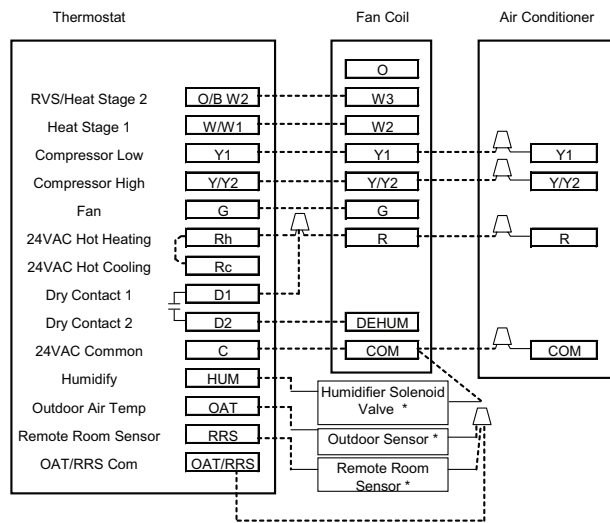 Thermostat Fan Coil Air Conditioner
O
RVS/Heat Stage 2 O/B W2 W3
Heat Stage 1 W/W1 W2
Compressor Low Y1 Y1 Y1
Compressor High Y/Y2 Y/Y2 Y/Y2
Fan G G
24VAC Hot Heating Rh R R
24VAC Hot Cooling Rc
Dry Contact 1 D1
Dry Contact 2 D2 DEHUM
24VAC Common C COM COM
Humidify HUM
Humidifier Solenoid
Valve *
Outdoor Air Temp OAT
Outdoor Sensor *
Remote Room Sensor RRS
Remote Room
Sensor *
OAT/RRS Com OAT/RRS